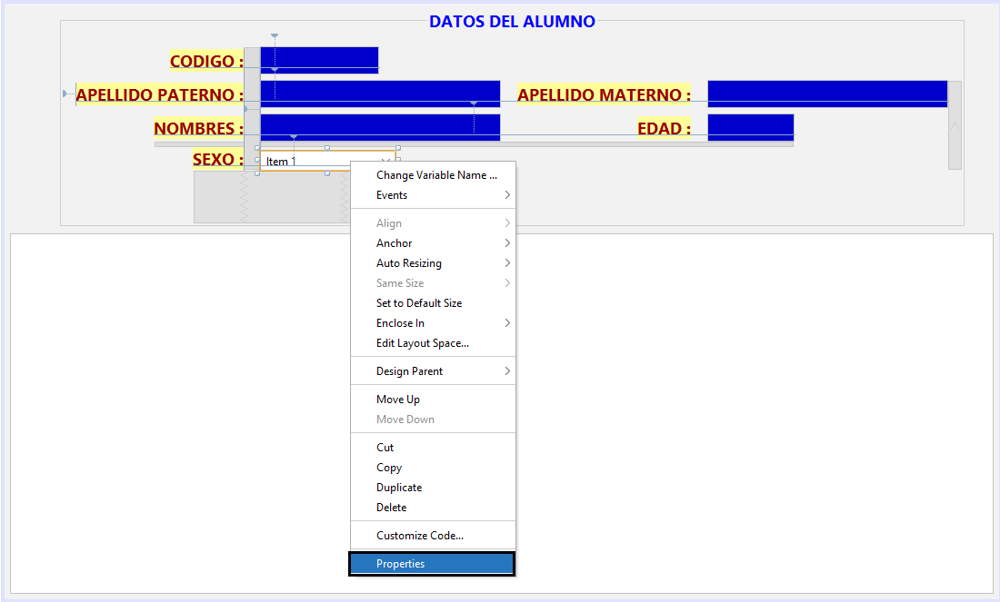 DATOS DEL ALUMNO
CODIGO :
APELLIDO PATERNO :
APELLIDO MATERNO :
NOMBRES :
EDAD :
SEXO :
Item 1
Change Variable Name ...
Events
Align
Anchor
Auto Resizing
Same Size
Set to Default Size
Enclose In
Edit Layout Space...
Design Parent
Move Up
Move Down
Cut
Copy
Duplicate
Delete
Customize Code...
Properties